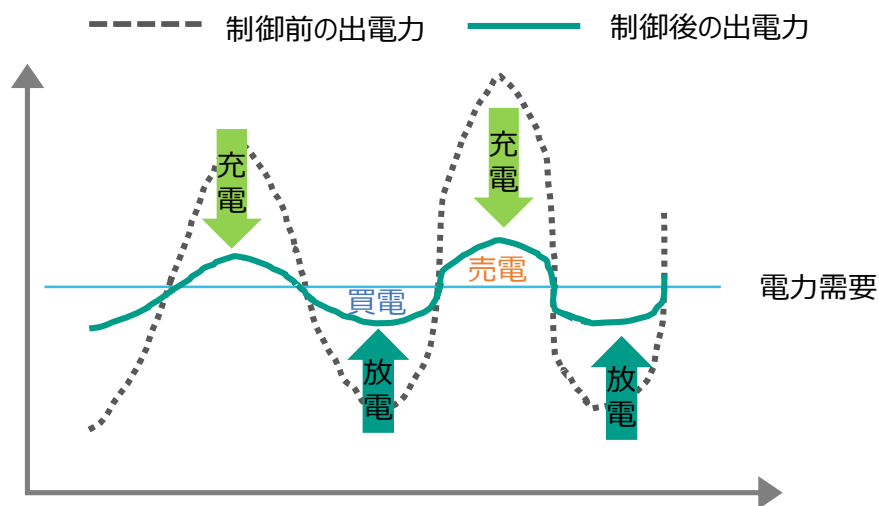 制御前の出電力
制御後の出電力
充電
充電
売電
買電
電力需要
放電
放電